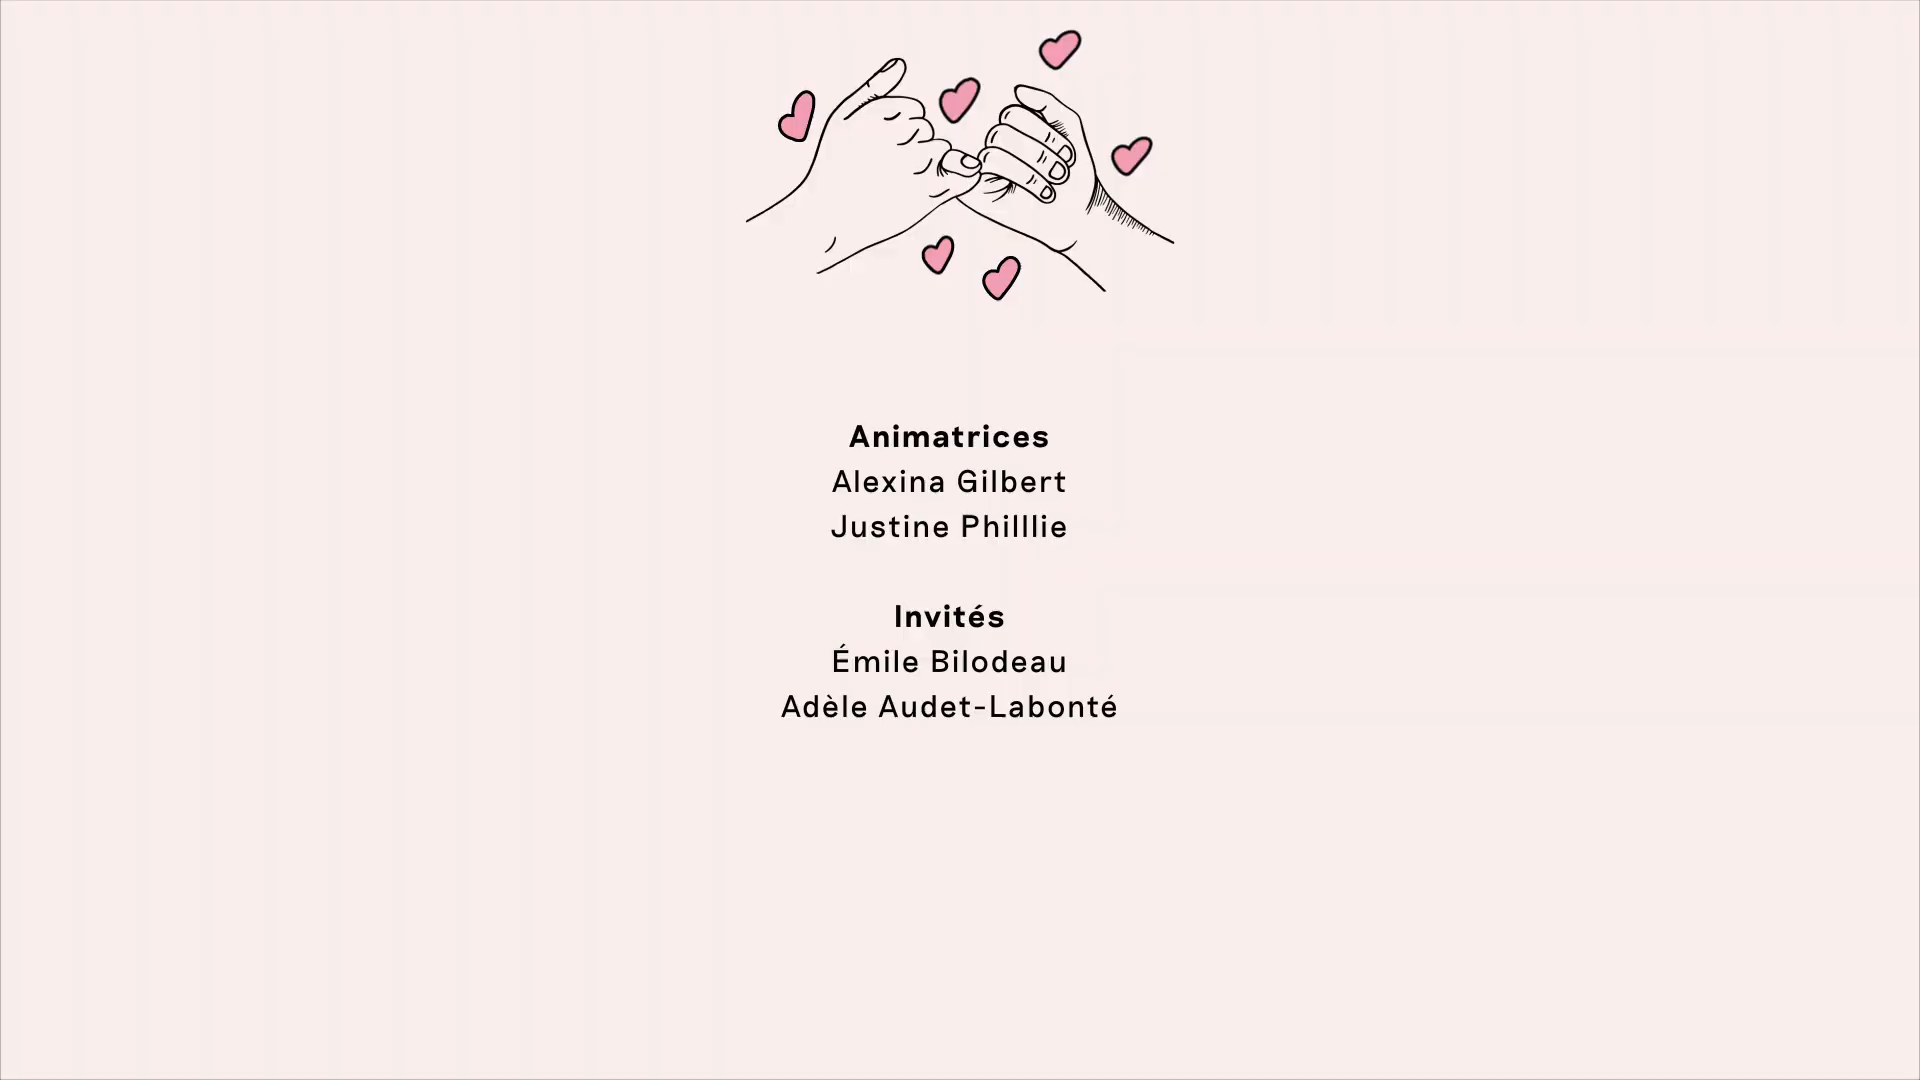 Animatrices
Alexina Gilbert
Justine Philllie
Invités
Émile Bilodeau
Adèle Audet-Labonté